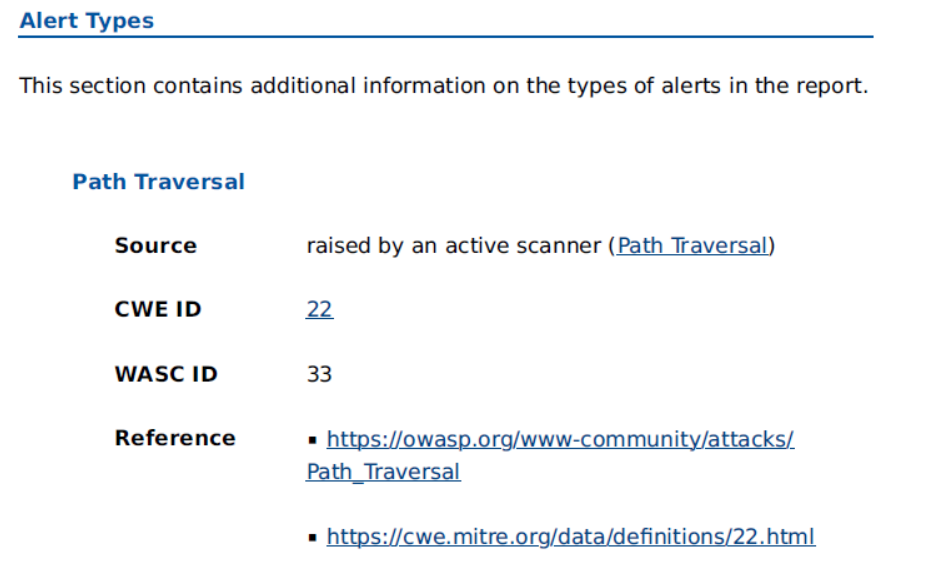 Alert Types
This section contains additional information on the types of alerts in the report.
Path Traversal
Source raised by an active scanner (Path Traversal)
CWE ID 22
WASC ID 33
Reference ▪ https://owasp.org/www-community/attacks/
Path_Traversal
▪ https://cwe.mitre.org/data/definitions/22.html